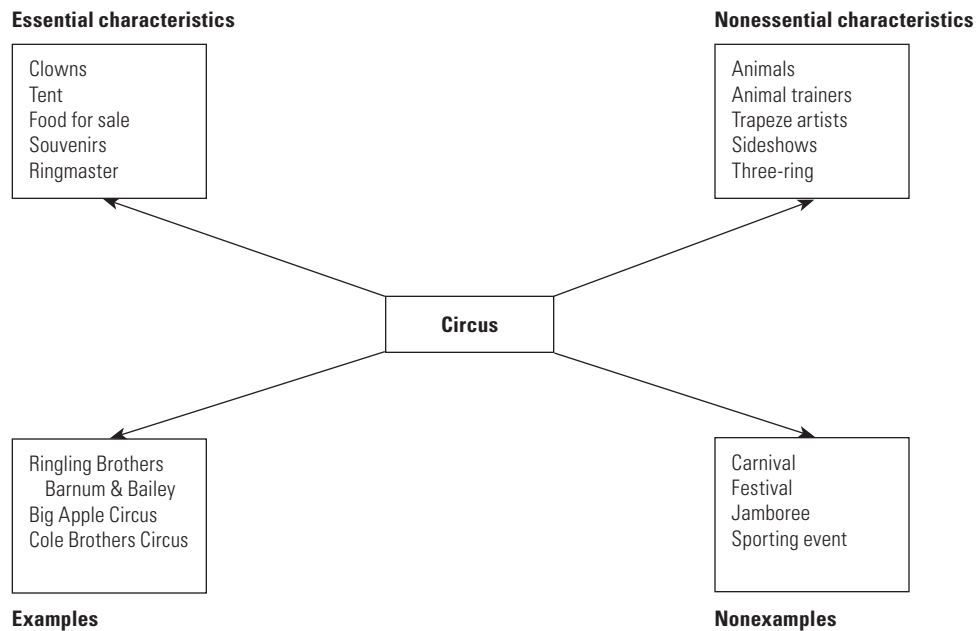 Essential characteristics
Clowns
Tent
Food for sale
Souvenirs
Ringmaster
Nonessential characteristics
Animals
Animal trainers
Trapeze artists
Sideshows
Three-ring
Circus
Ringling Brothers
Barnum & Bailey
Big Apple Circus
Cole Brothers Circus
Examples
Carnival
Festival
Jamboree
Sporting event
Nonexamples